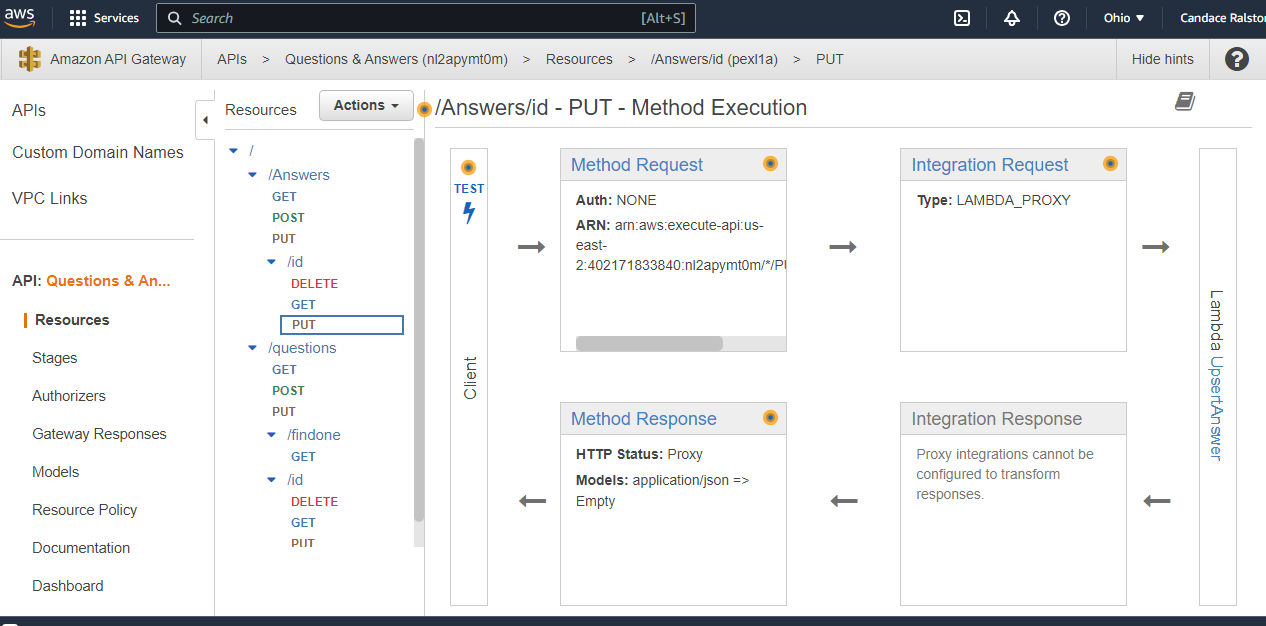 aws
Services
Search
[Alt+S]
Ohio
Candace Ralston
Amazon API Gateway
APIs > Questions & Answers (nl2apymt0m) > Resources > /Answers/id (pexl1a) > PUT
Hide hints
APIs
Custom Domain Names
VPC Links
API: Questions & An...
Resources
Stages
Authorizers
Gateway Responses
Models
Resource Policy
Documentation
Dashboard
Resources
Actions
/
/Answers
GET
POST
PUT
/id
DELETE
GET
PUT
/questions
GET
POST
PUT
/findone
GET
/id
DELETE
GET
PUT
/Answers/id - PUT - Method Execution
TEST
Client
Method Request
Auth: NONE
ARN: arn:aws:execute-api:us-
east-
2:402171833840:nl2apymt0m/*/PU
Integration Request
Type: LAMBDA_PROXY
Lambda UpsertAnswer
Method Response
HTTP Status: Proxy
Models: application/json =>
Empty
Integration Response
Proxy integrations cannot be
configured to transform
responses.